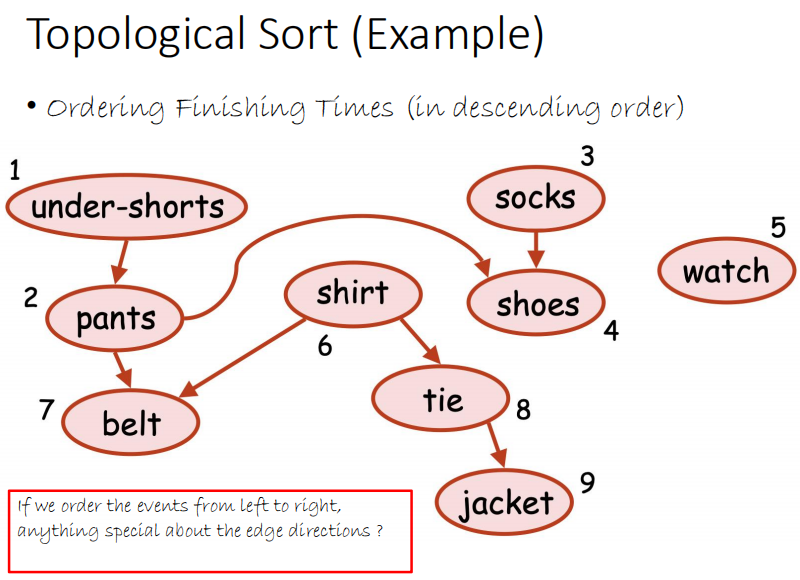 Topological Sort (Example)
• Ordering Finishing Times (in descending order)
1
under-shorts
3
socks
5
watch
2
pants
shirt
6
shoes
4
7
belt
tie
8
jacket
9
If we order the events from left to right,
anything special about the edge directions ?